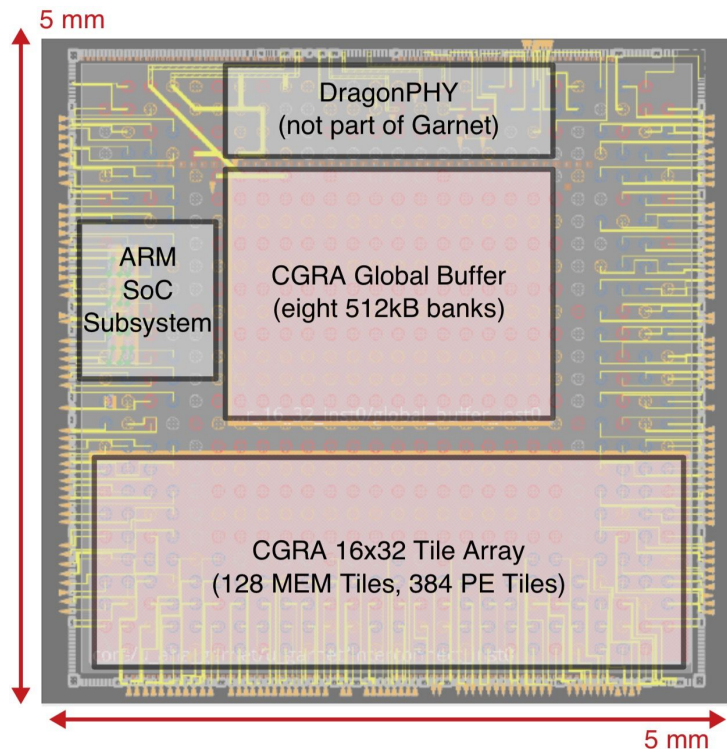 5 mm
DragonPHY
(not part of Garnet)
ARM
SoC
Subsystem
CGRA Global Buffer
(eight 512kB banks)
CGRA 16x32 Tile Array
(128 MEM Tiles, 384 PE Tiles)
5 mm